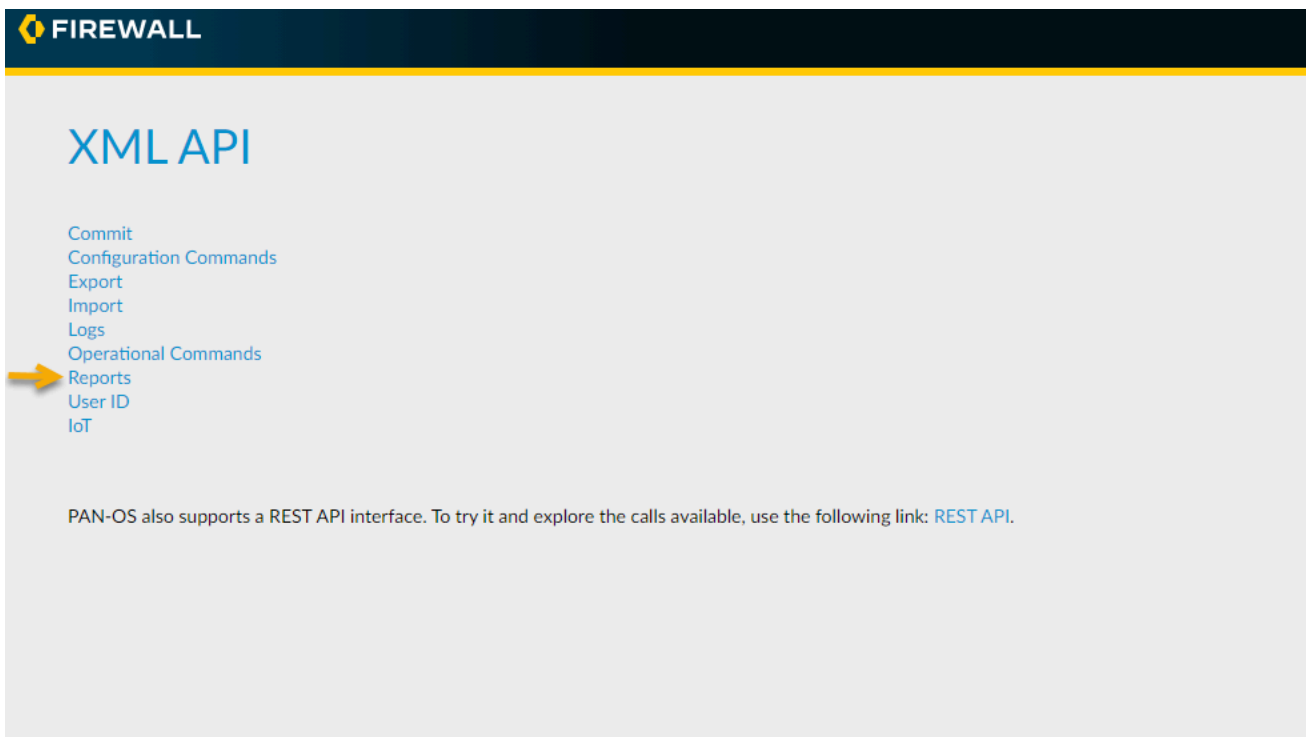 FIREWALL
XML API
Commit
Configuration Commands
Export
Import
Logs
Operational Commands
Reports
User ID
IoT
PAN-OS also supports a REST API interface. To try it and explore the calls available, use the following link: REST API.